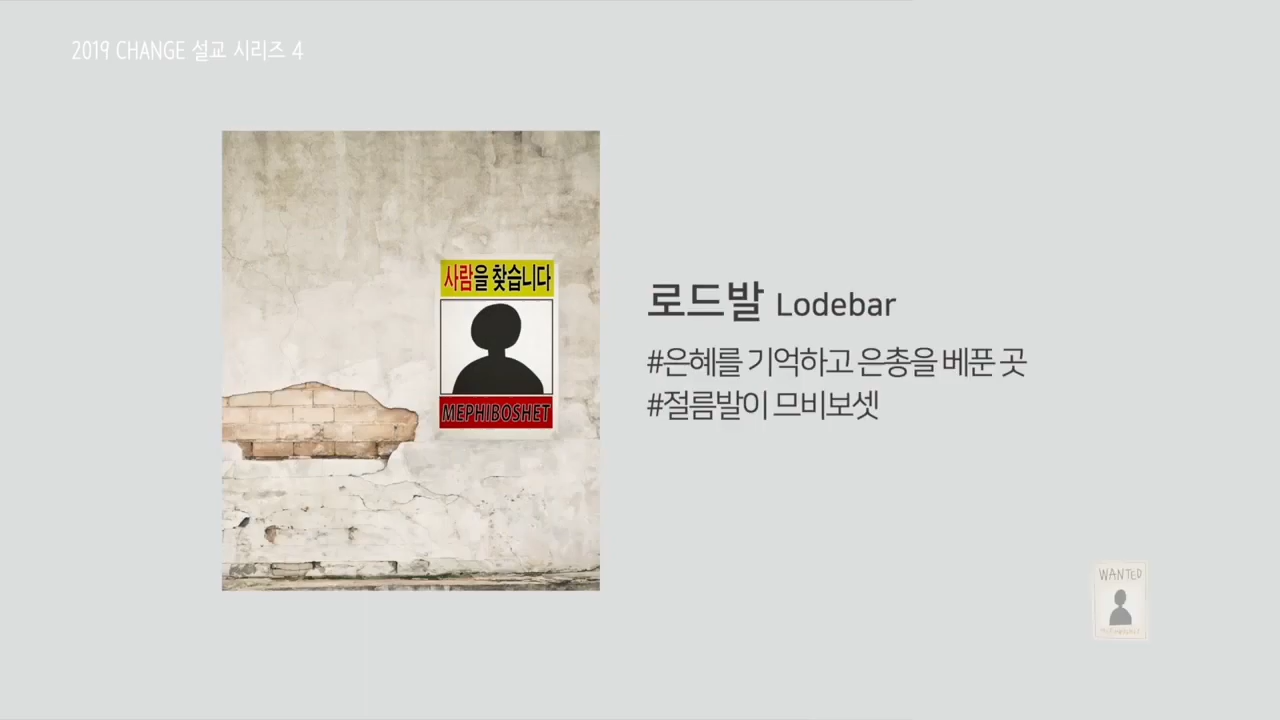 2019 CHANGE 설교 시리즈 4
사람을 찾습니다
MEPHIBOSHET
로드발 Lodebar
#은혜를 기억하고 은총을 베푼 곳
#절름발이 므비보셋
WANTED